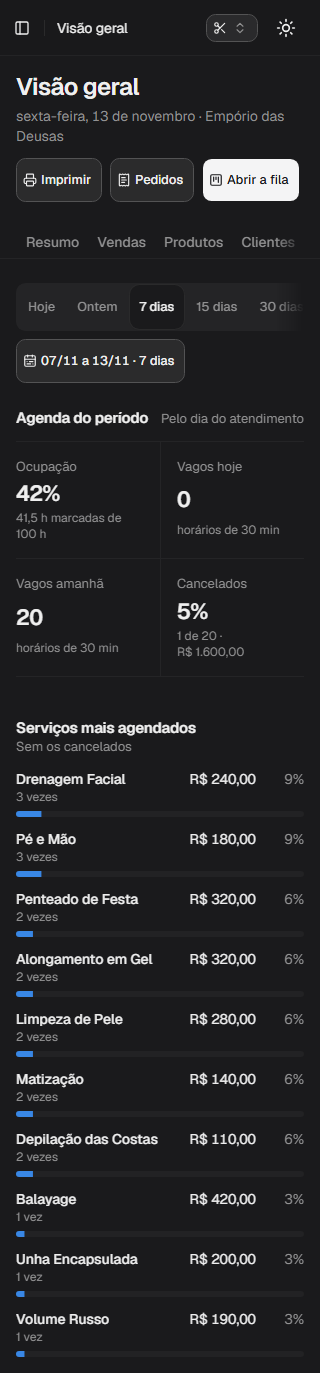 Visão geral
Visão geral
sexta-feira, 13 de novembro · Empório das
Deusas
Imprimir
Pedidos
Abrir a fila
Resumo Vendas Produtos Clientes
Hoje Ontem 7 dias 15 dias 30 dias
07/11 a 13/11 · 7 dias
Agenda do período Pelo dia do atendimento
Ocupação
42%
41,5 h marcadas de
100 h
Vagos hoje
0
horários de 30 min
Vagos amanhã
20
horários de 30 min
Cancelados
5%
1 de 20 ·
R$ 1.600,00
Serviços mais agendados
Sem os cancelados
Drenagem Facial R$ 240,00 9%
3 vezes
Pé e Mão R$ 180,00 9%
3 vezes
Penteado de Festa R$ 320,00 6%
2 vezes
Alongamento em Gel R$ 320,00 6%
2 vezes
Limpeza de Pele R$ 280,00 6%
2 vezes
Matização R$ 140,00 6%
2 vezes
Depilação das Costas R$ 110,00 6%
2 vezes
Balayage R$ 420,00 3%
1 vez
Unha Encapsulada R$ 200,00 3%
1 vez
Volume Russo R$ 190,00 3%
1 vez